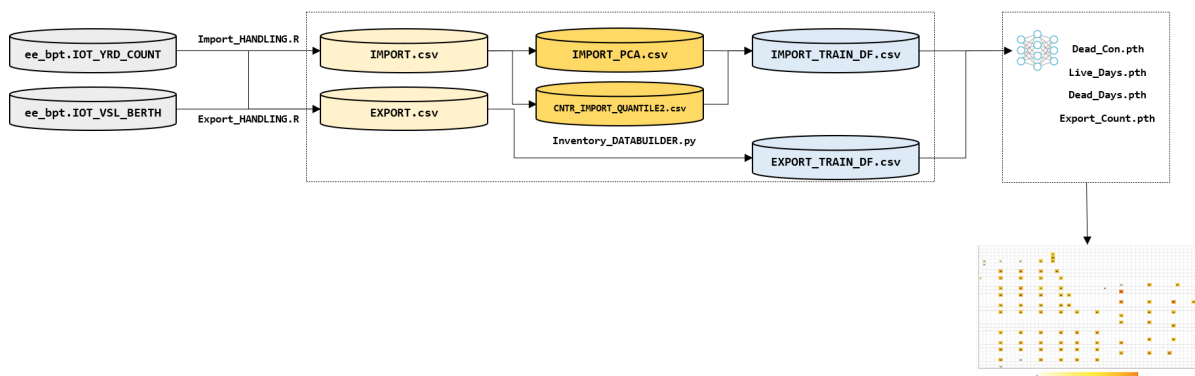 ee_bpt.IOT_YRD_COUNT
Import_HANDLING.R
IMPORT.csv
IMPORT_PCA.csv
IMPORT_TRAIN_DF.csv
ee_bpt.IOT_VSL_BERTH
Export_HANDLING.R
EXPORT.csv
CNTR_IMPORT_QUANTILE2.csv
Inventory_DATABUILDER.py
EXPORT_TRAIN_DF.csv
Dead_Con.pth
Live_Days.pth
Dead_Days.pth
Export_Count.pth